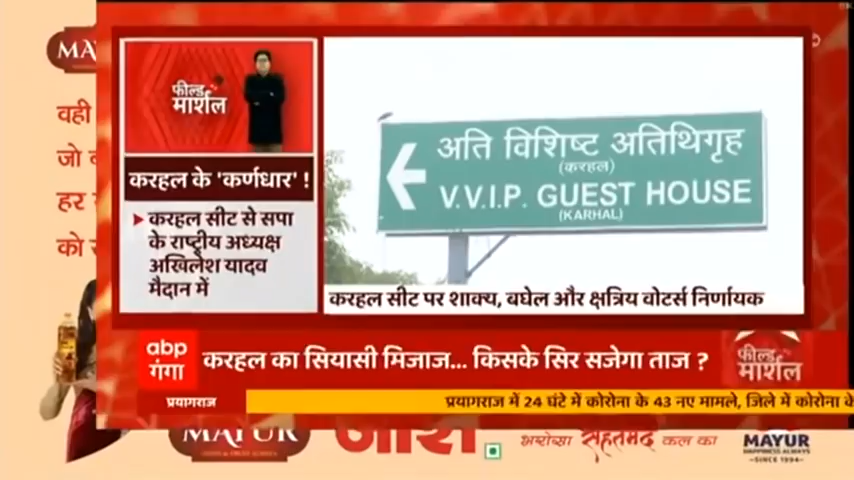 MA
वही
जो
हर
को
फील्ड
मार्शल
करहल के 'कर्णधार' !
करहल सीट से सपा
के राष्ट्रीय अध्यक्ष
अखिलेश यादव
मैदान में
अति विशिष्ट अतिथिगृह
(करहल)
V.V.I.P. GUEST HOUSE
(KARHAL)
करहल सीट पर शाक्य, बघेल और क्षत्रिय वोटर्स निर्णायक
abp
गंगा
करहल का सियासी मिजाज... किसके सिर सजेगा ताज ?
फील्ड
मार्शल
प्रयागराज
प्रयागराज में 24 घंटे में कोरोना के 43 नए मामले, जिले में कोरोना के
MAYUR
भरोसा सेहतमंद कल का
MAYUR
HAPPINESS ALWAYS
SINCE 1994